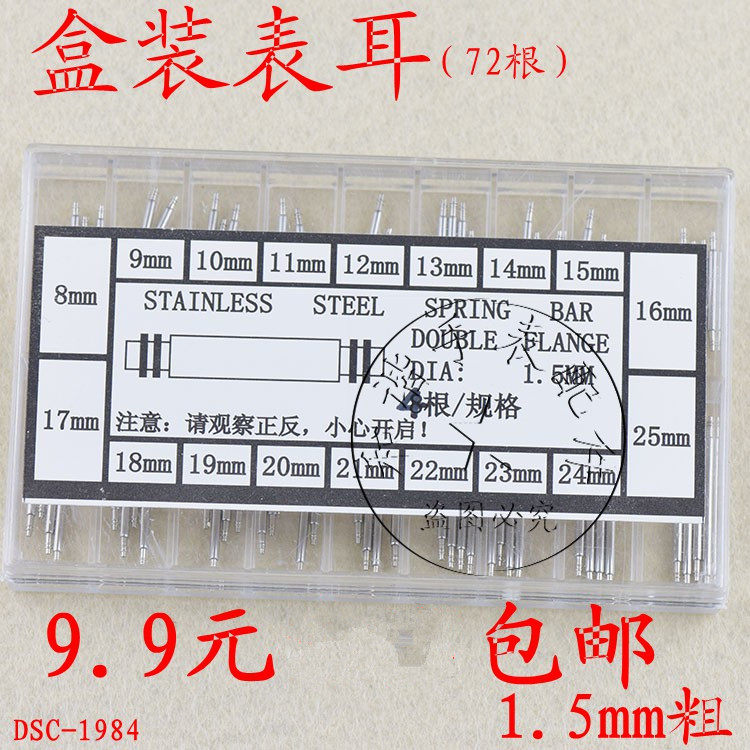 盒装表耳(72根)
9mm 10mm 11mm 12mm 13mm 14mm 15mm
8mm
16mm
STAINLESS STEEL SPRING BAR
DOUBLE FLANGE
DIA: 1.5MM
根/规格
注意：请观察正反，小心开启！
17mm
25mm
18mm 19mm 20mm 21mm 22mm 23mm 24mm
盗图必究
9.9元 包邮
1.5mm粗
DSC-1984